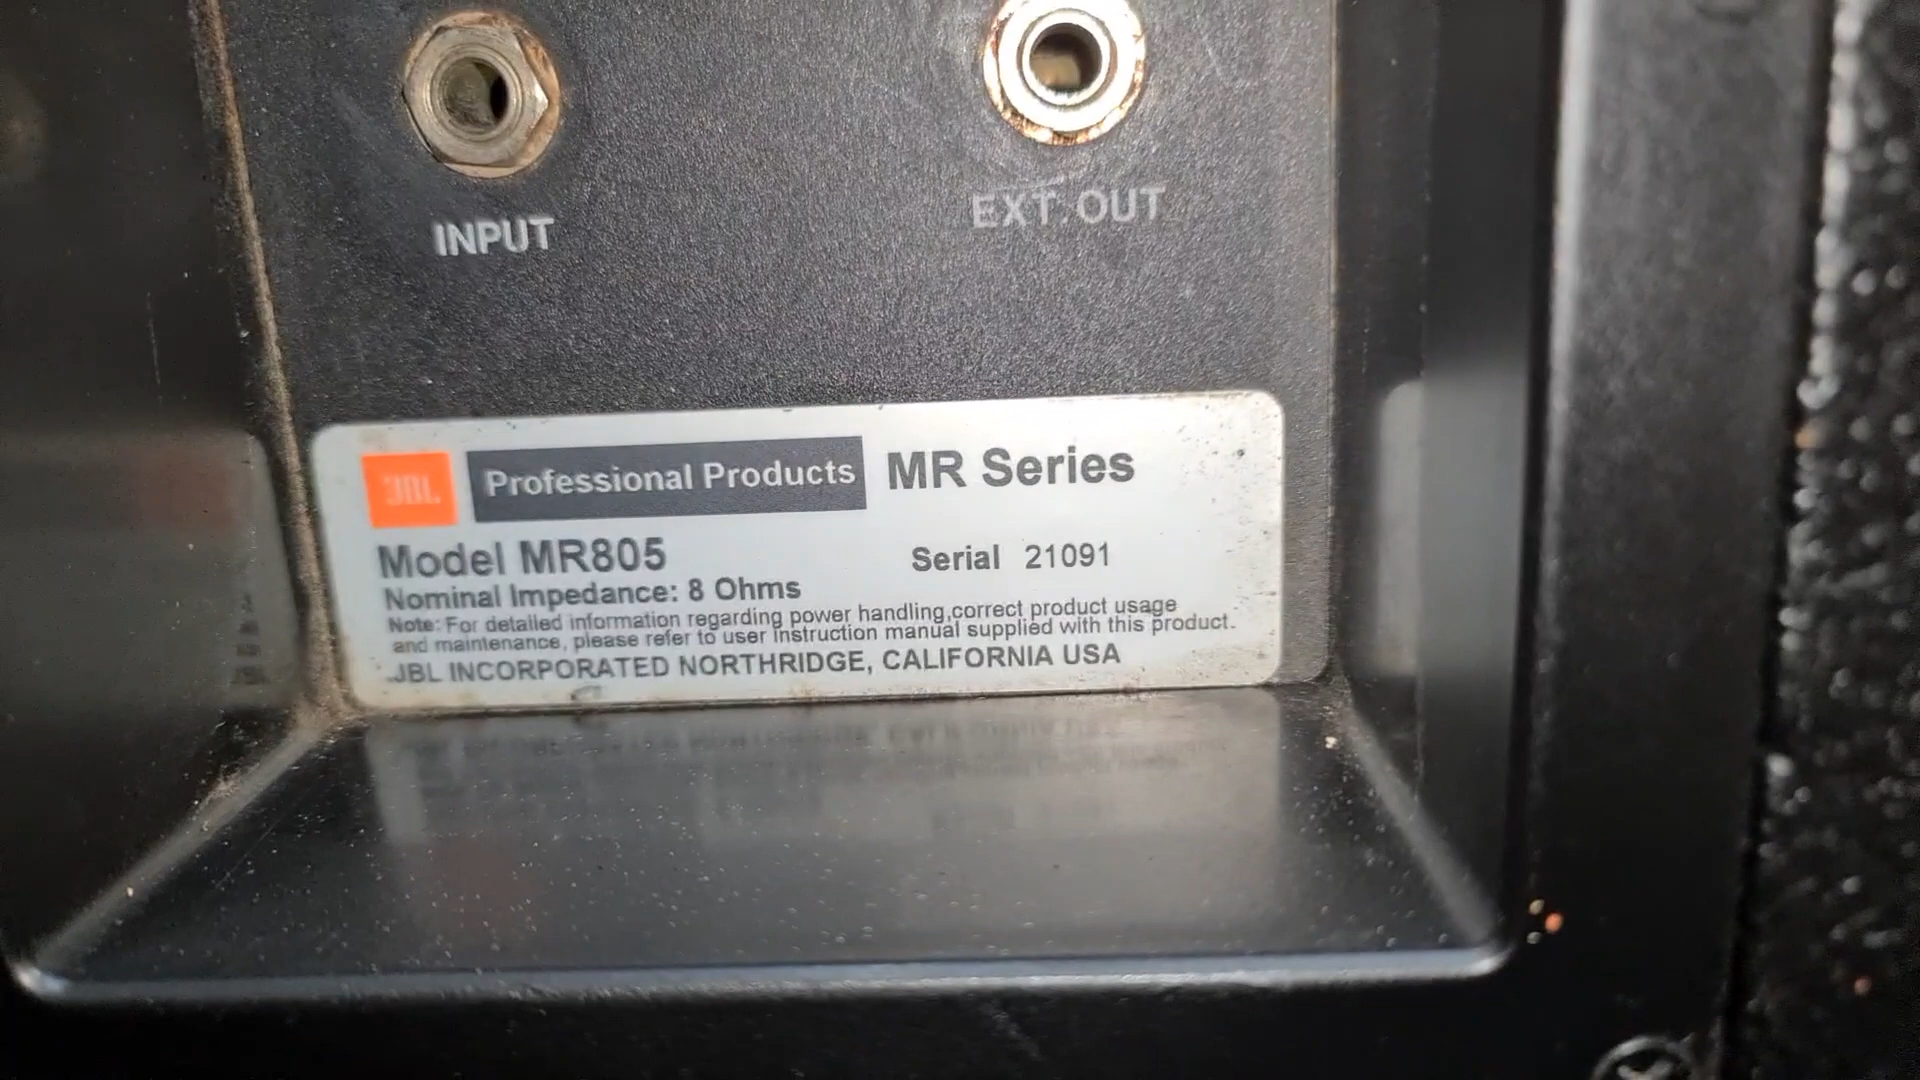 INPUT
EXT. OUT
JBL Professional Products MR Series
Model MR805 Serial 21091
Nominal Impedance: 8 Ohms
Note: For detailed information regarding power handling,correct product usage
and maintenance, please refer to user instruction manual supplied with this product.
JBL INCORPORATED NORTHRIDGE, CALIFORNIA USA